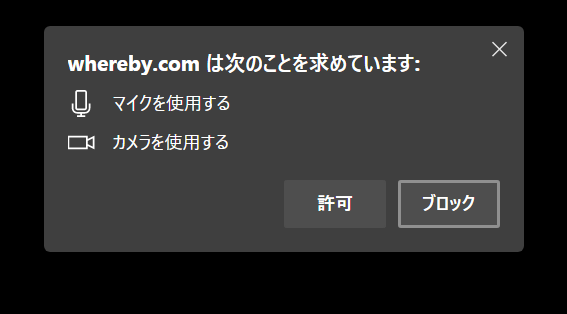 whereby.com は次のことを求めています:
マイクを使用する
カメラを使用する
許可
ブロック